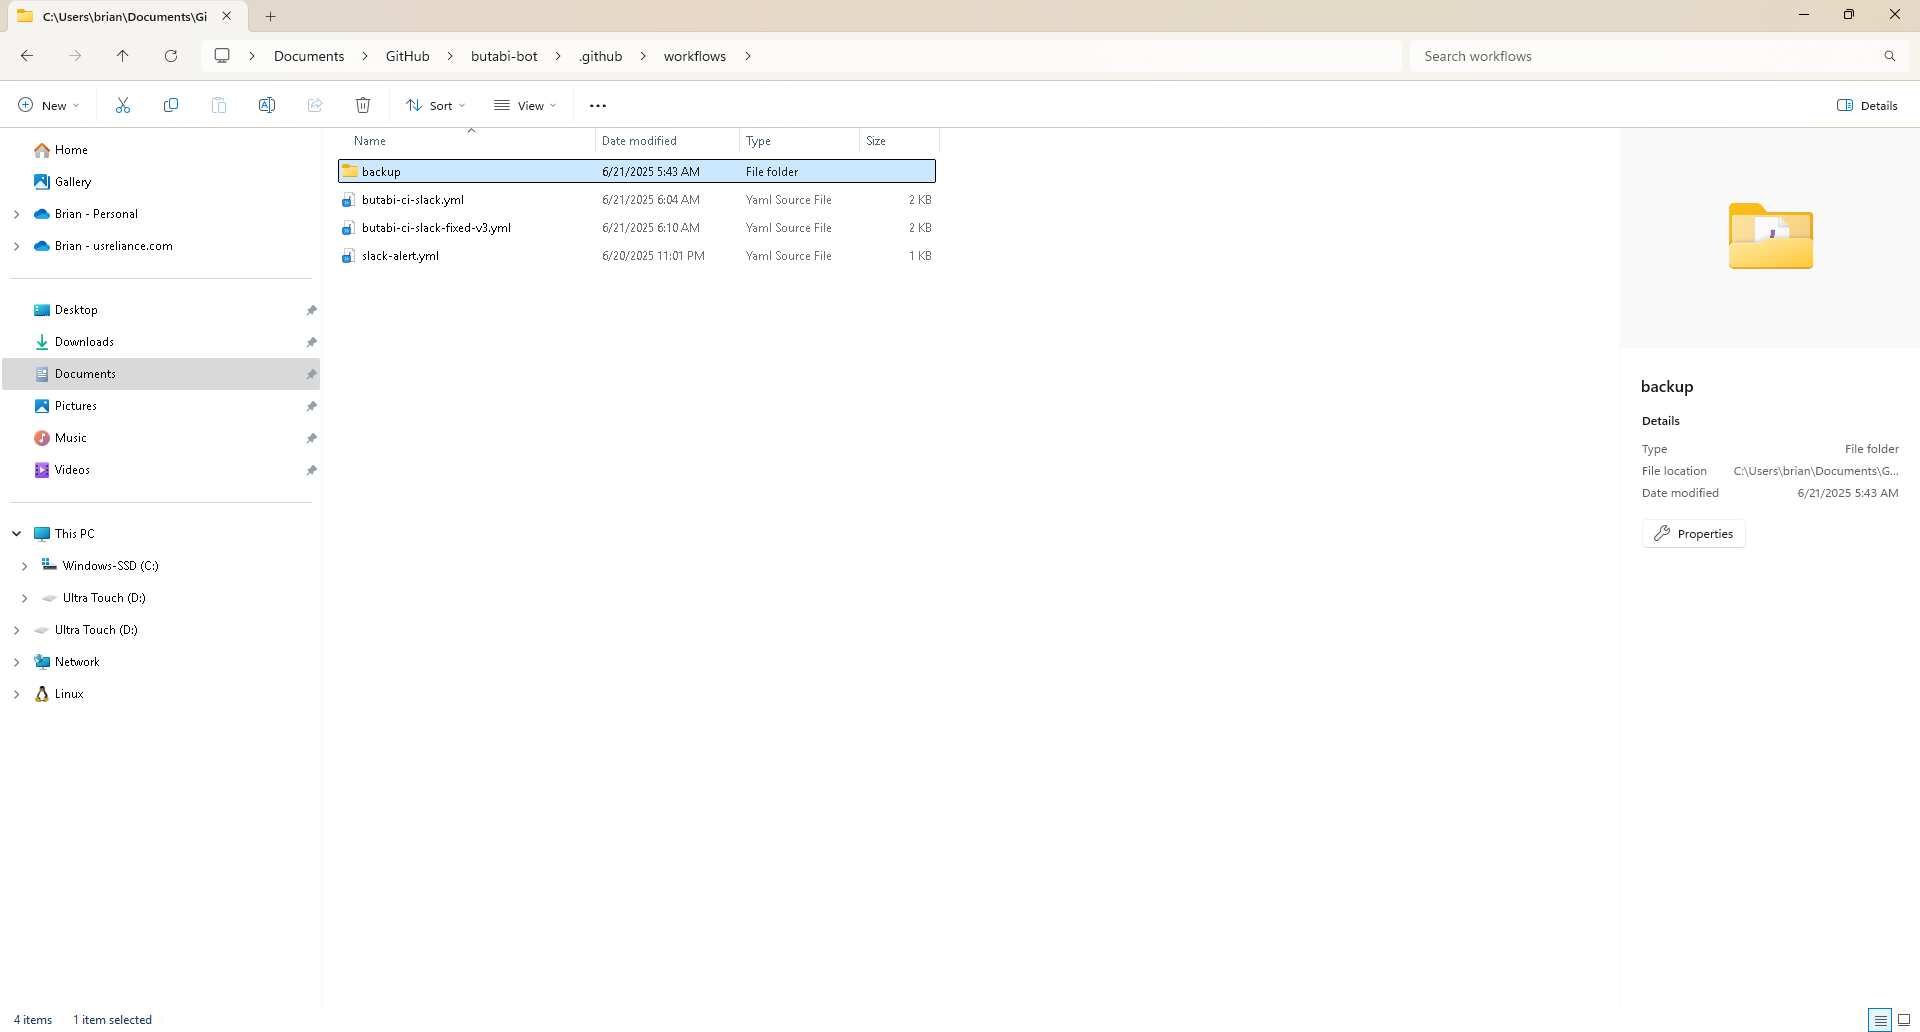 C:\Users\brian\Documents\Gi
Documents
GitHub
butabi-bot
.github
workflows
Search workflows
New
Sort
View
Details
Home
Gallery
Brian - Personal
Brian - usreliance.com
Desktop
Downloads
Documents
Pictures
Music
Videos
This PC
Windows-SSD (C:)
Ultra Touch (D:)
Ultra Touch (D:)
Network
Linux
Name Date modified Type Size
backup 6/21/2025 5:43 AM File folder
butabi-ci-slack.yml 6/21/2025 6:04 AM Yaml Source File 2 KB
butabi-ci-slack-fixed-v3.yml 6/21/2025 6:10 AM Yaml Source File 2 KB
slack-alert.yml 6/20/2025 11:01 PM Yaml Source File 1 KB
backup
Details
Type File folder
File location C:\Users\brian\Documents\G...
Date modified 6/21/2025 5:43 AM
Properties
4 items 1 item selected